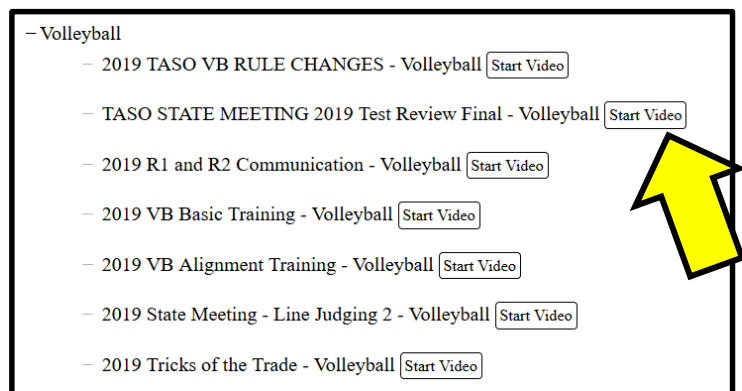 − Volleyball
− 2019 TASO VB RULE CHANGES - Volleyball Start Video
− TASO STATE MEETING 2019 Test Review Final - Volleyball Start Video
− 2019 R1 and R2 Communication - Volleyball Start Video
− 2019 VB Basic Training - Volleyball Start Video
− 2019 VB Alignment Training - Volleyball Start Video
− 2019 State Meeting - Line Judging 2 - Volleyball Start Video
− 2019 Tricks of the Trade - Volleyball Start Video